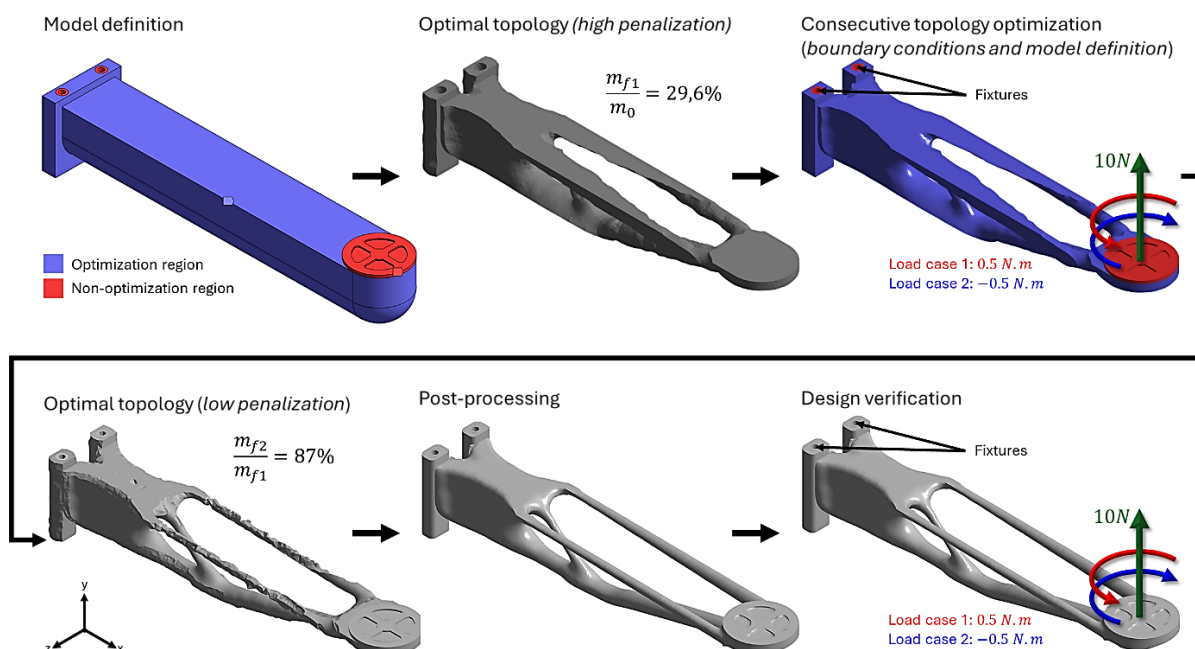 Model definition
Optimization region
Non-optimization region
Optimal topology (high penalization)
m_f1/m_0 = 29,6%
Consecutive topology optimization
(boundary conditions and model definition)
Fixtures
10N
Load case 1: 0.5 N.m
Load case 2: −0.5 N.m
Optimal topology (low penalization)
m_f2/m_f1 = 87%
y
z
x
Post-processing
Design verification
Fixtures
10N
Load case 1: 0.5 N.m
Load case 2: −0.5 N.m